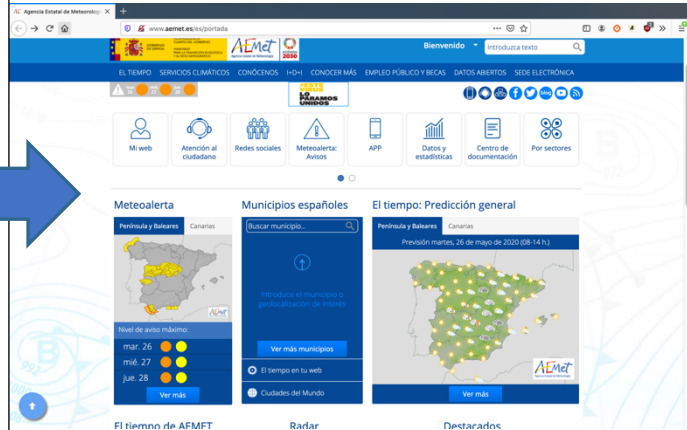 Agencia Estatal de Meteorologí
www.aemet.es/es/portada
GOBIERNO DE ESPAÑA
AEMet
2030
Bienvenido
Introduzca texto
EL TIEMPO SERVICIOS CLIMÁTICOS CONÓCENOS I+D+I CONOCER MÁS EMPLEO PÚBLICO Y BECAS DATOS ABIERTOS SEDE ELECTRÓNICA
VIRUS
LO
PARAMOS
UNIDOS
Mi web
Atención al ciudadano
Redes sociales
Meteoalerta: Avisos
APP
Datos y estadísticas
Centro de documentación
Por sectores
Meteoalerta
Península y Baleares Canarias
AEMet
Nivel de aviso máximo:
mar. 26
mié. 27
jue. 28
Ver más
Municipios españoles
Buscar municipio...
Introduce el municipio o
geolocalización de interés
Ver más municipios
El tiempo en tu web
Ciudades del Mundo
El tiempo: Predicción general
Península y Baleares Canarias
Previsión martes, 26 de mayo de 2020 (08-14 h.)
AEMet
Ver más
El tiempo de AEMET
Radar
Destacados